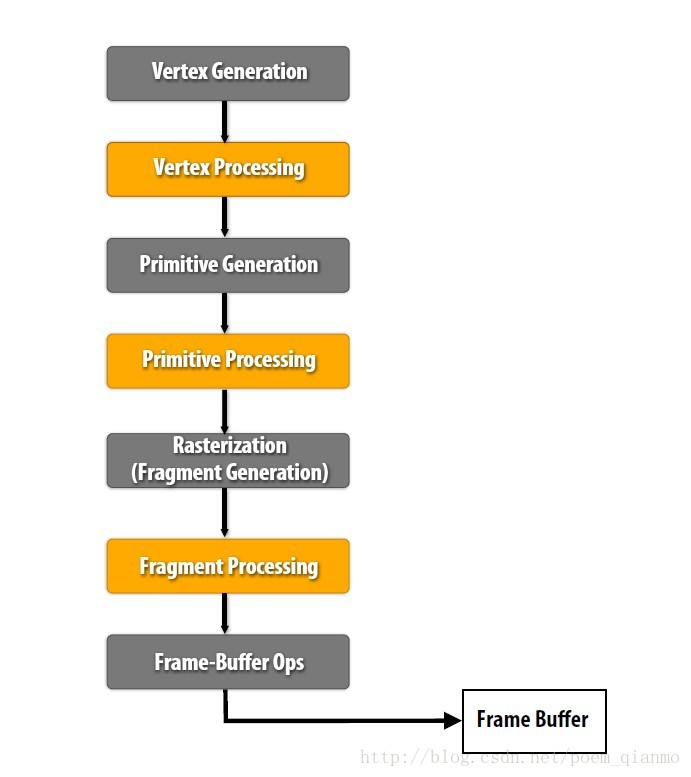 Vertex Generation
Vertex Processing
Primitive Generation
Primitive Processing
Rasterization
(Fragment Generation)
Fragment Processing
Frame-Buffer Ops
Frame Buffer
http://blog.csdn.net/poem_qianmo